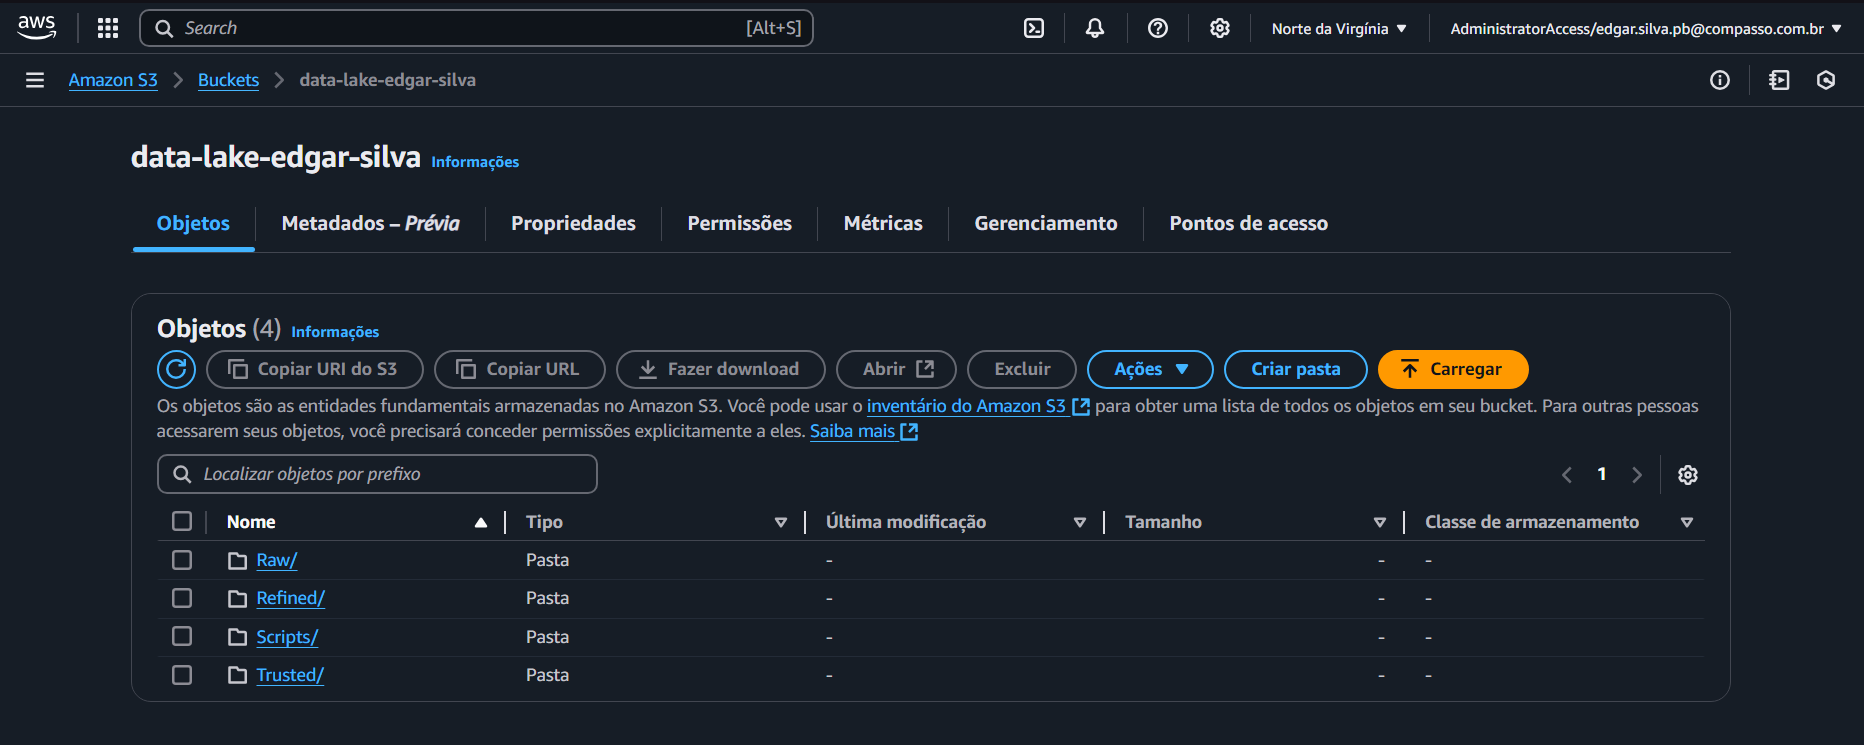 aws
Search [Alt+S]
Norte da Virgínia
AdministratorAccess/edgar.silva.pb@compasso.com.br
Amazon S3 Buckets data-lake-edgar-silva
data-lake-edgar-silva Informações
Objetos Metadados – Prévia Propriedades Permissões Métricas Gerenciamento Pontos de acesso
Objetos (4) Informações
Copiar URI do S3 Copiar URL Fazer download Abrir Excluir Ações Criar pasta Carregar
Os objetos são as entidades fundamentais armazenadas no Amazon S3. Você pode usar o inventário do Amazon S3 para obter uma lista de todos os objetos em seu bucket. Para outras pessoas
acessarem seus objetos, você precisará conceder permissões explicitamente a eles. Saiba mais
Localizar objetos por prefixo
1
Nome Tipo Última modificação Tamanho Classe de armazenamento
Raw/ Pasta - - -
Refined/ Pasta - - -
Scripts/ Pasta - - -
Trusted/ Pasta - - -